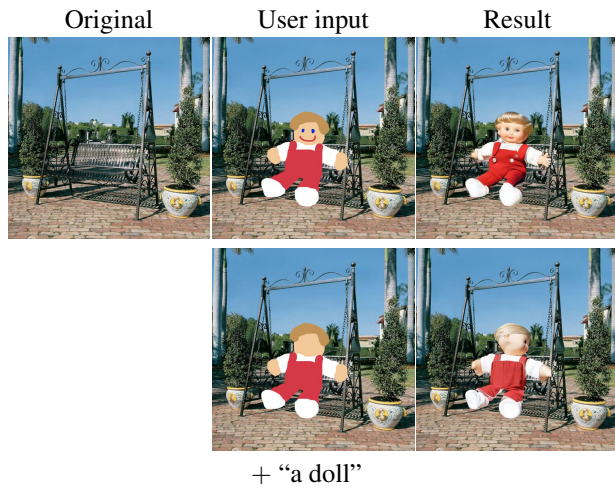 Original User input Result
+ “a doll”